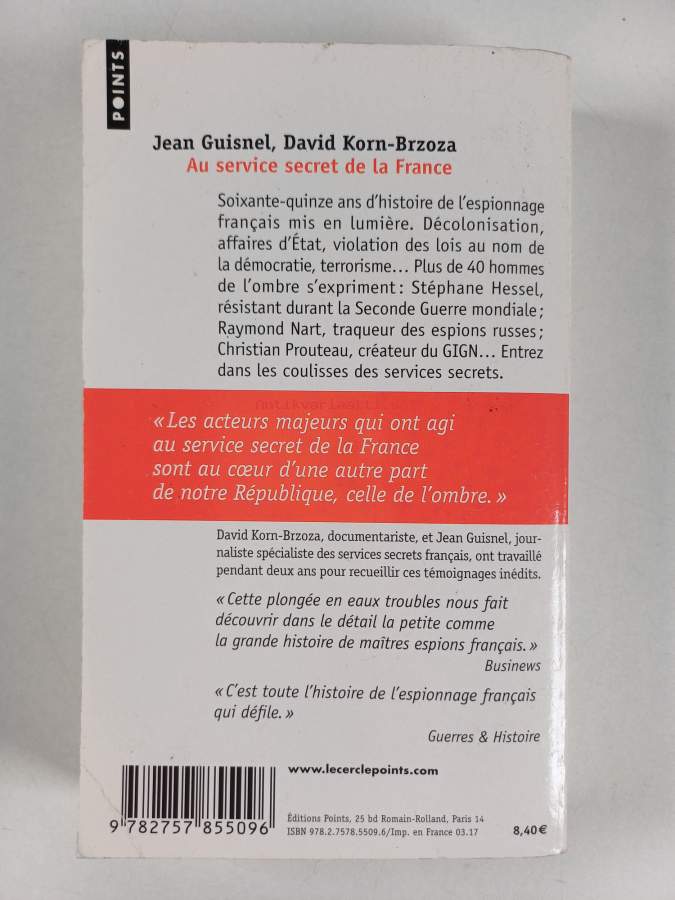 POINTS
Jean Guisnel, David Korn-Brzoza
Au service secret de la France
Soixante-quinze ans d'histoire de l'espionnage
français mis en lumière. Décolonisation,
affaires d'État, violation des lois au nom de
la démocratie, terrorisme… Plus de 40 hommes
de l'ombre s'expriment : Stéphane Hessel,
résistant durant la Seconde Guerre mondiale ;
Raymond Nart, traqueur des espions russes ;
Christian Prouteau, créateur du GIGN… Entrez
dans les coulisses des services secrets.
« Les acteurs majeurs qui ont agi
au service secret de la France
sont au cœur d'une autre part
de notre République, celle de l'ombre. »
David Korn-Brzoza, documentariste, et Jean Guisnel, jour-
naliste spécialiste des services secrets français, ont travaillé
pendant deux ans pour recueillir ces témoignages inédits.
« Cette plongée en eaux troubles nous fait
découvrir dans le détail la petite comme
la grande histoire de maîtres espions français. »
Businews
« C'est toute l'histoire de l'espionnage français
qui défile. »
Guerres & Histoire
www.lecerclepoints.com
9 782757 855096
Éditions Points, 25 bd Romain-Rolland, Paris 14
ISBN 978.2.7578.5509.6/Imp. en France 03.17
8,40€